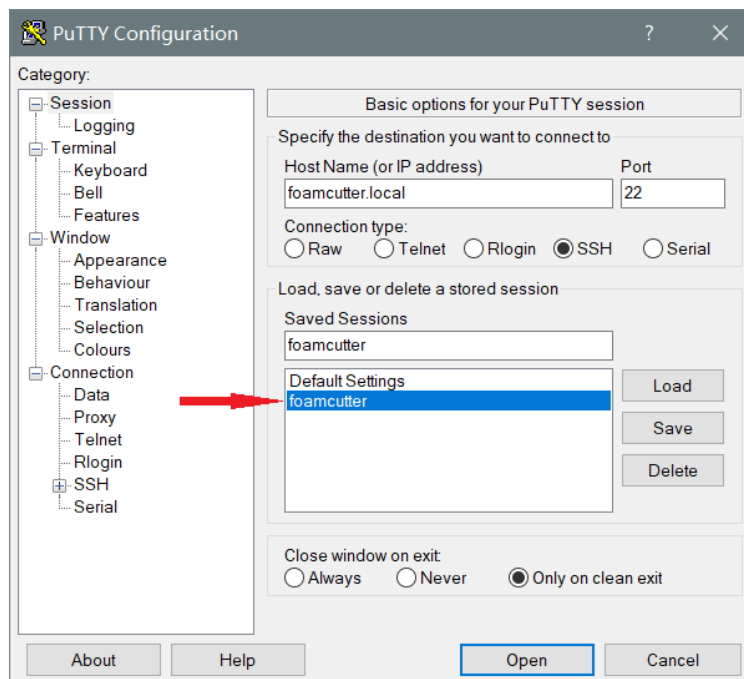 PuTTY Configuration
?
Category:
Session
Logging
Terminal
Keyboard
Bell
Features
Window
Appearance
Behaviour
Translation
Selection
Colours
Connection
Data
Proxy
Telnet
Rlogin
SSH
Serial
Basic options for your PuTTY session
Specify the destination you want to connect to
Host Name (or IP address) Port
foamcutter.local 22
Connection type:
Raw Telnet Rlogin SSH Serial
Load, save or delete a stored session
Saved Sessions
foamcutter
Default Settings
foamcutter
Load
Save
Delete
Close window on exit:
Always Never Only on clean exit
About Help Open Cancel